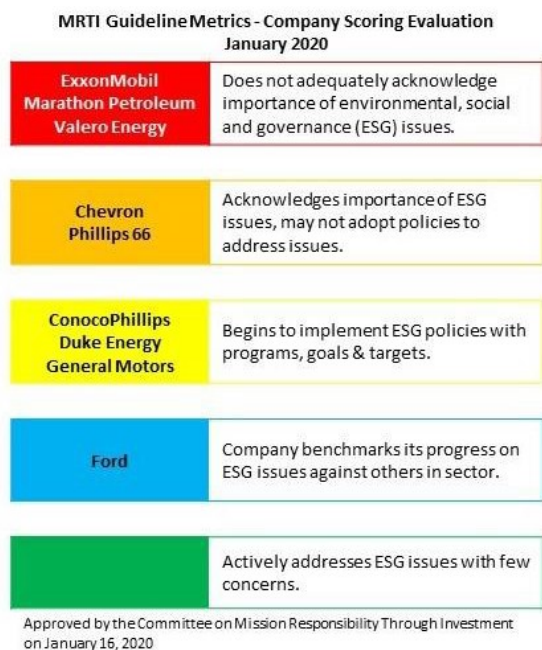 MRTI Guideline Metrics - Company Scoring Evaluation
January 2020
ExxonMobil
Marathon Petroleum
Valero Energy
Does not adequately acknowledge
importance of environmental, social
and governance (ESG) issues.
Chevron
Phillips 66
Acknowledges importance of ESG
issues, may not adopt policies to
address issues.
ConocoPhillips
Duke Energy
General Motors
Begins to implement ESG policies with
programs, goals & targets.
Ford
Company benchmarks its progress on
ESG issues against others in sector.
Actively addresses ESG issues with few
concerns.
Approved by the Committee on Mission Responsibility Through Investment
on January 16, 2020